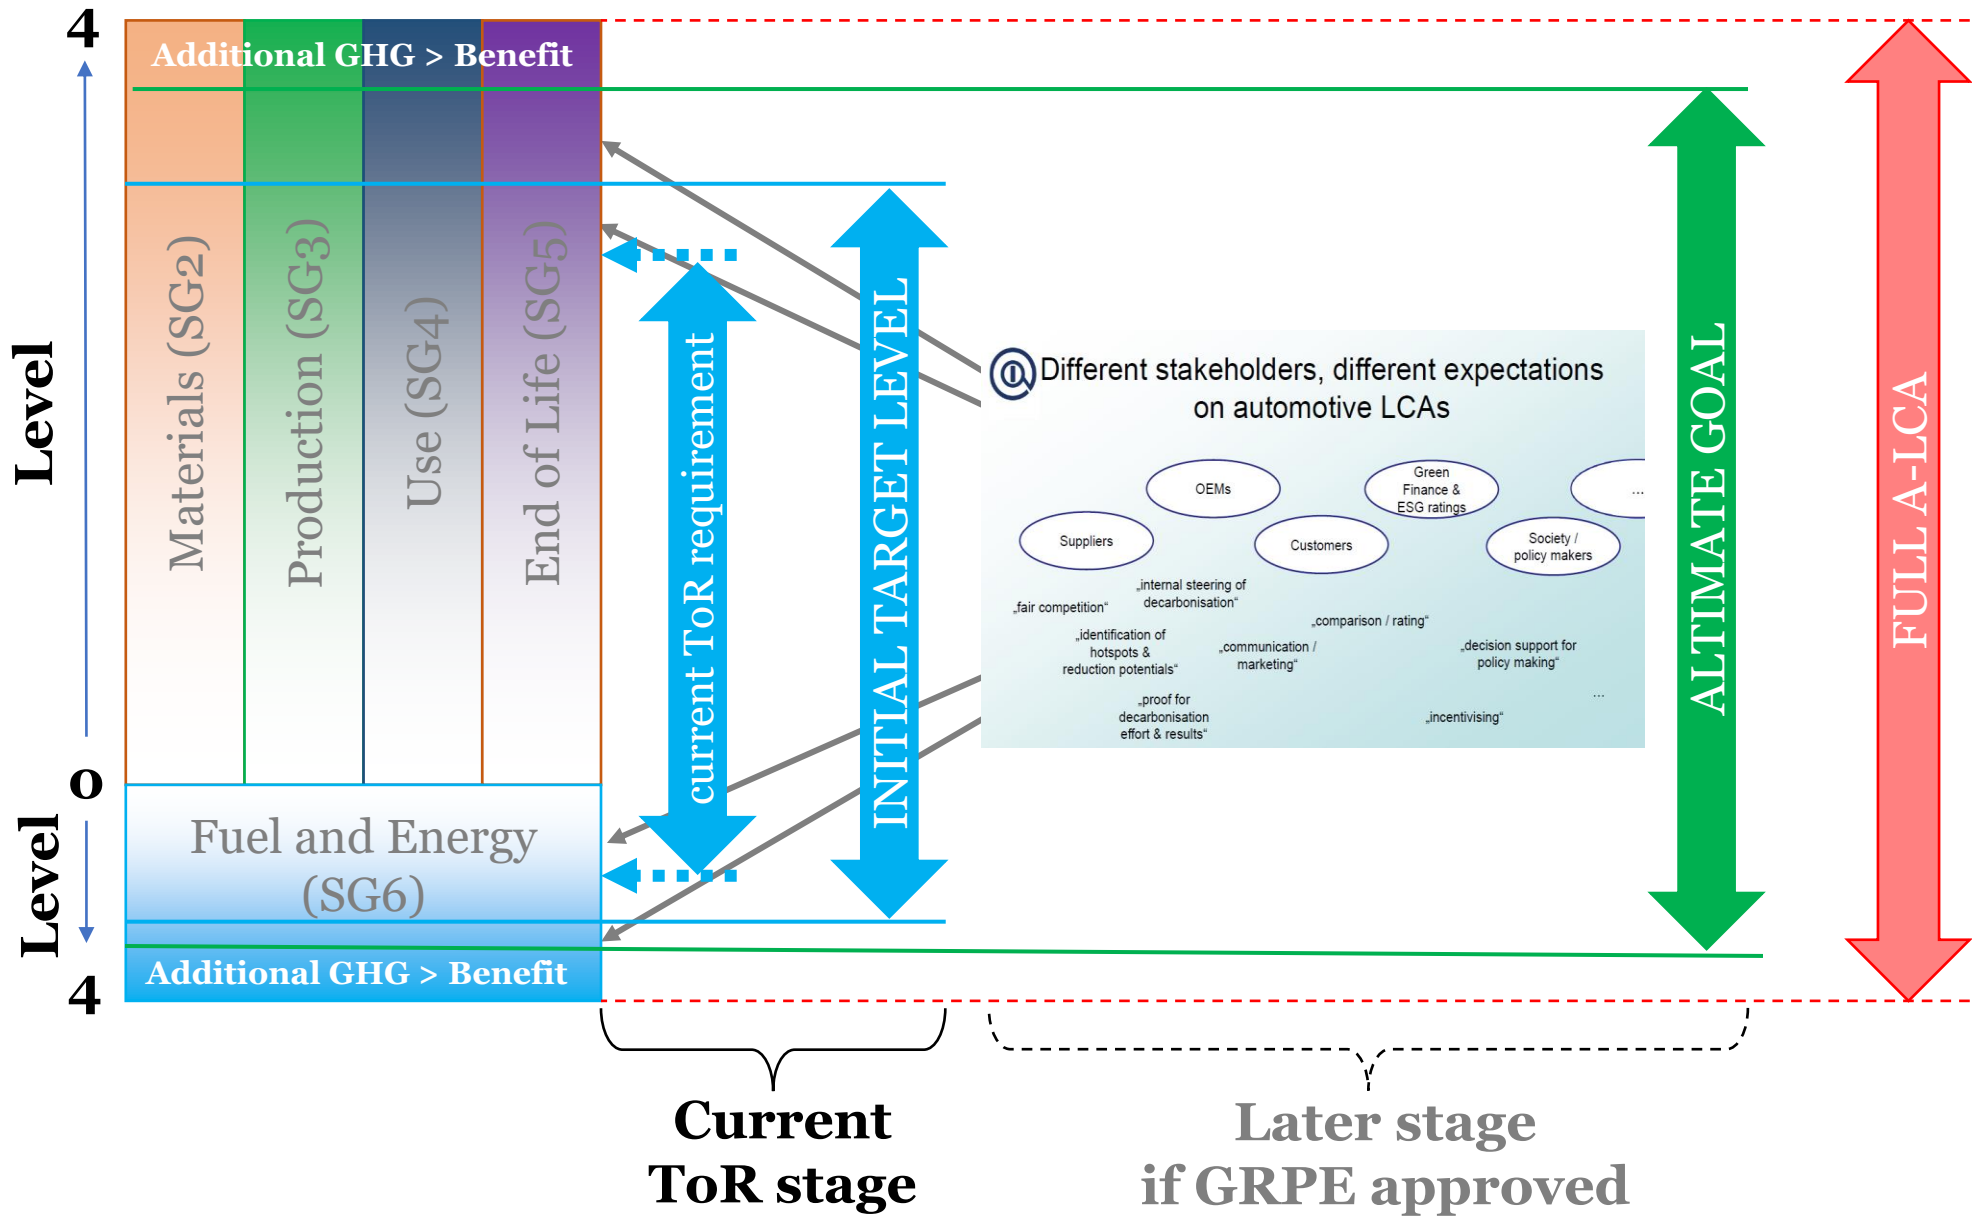 4
Additional GHG > Benefit
Level
Materials (SG2)
Production (SG3)
Use (SG4)
End of Life (SG5)
0
Level
Fuel and Energy
(SG6)
Additional GHG > Benefit
4
current ToR requirement
INITIAL TARGET LEVEL
Different stakeholders, different expectations
on automotive LCAs
OEMs
Green
Finance &
ESG ratings
...
Suppliers
Customers
Society /
policy makers
„internal steering of
decarbonisation“
„fair competition“
„comparison / rating“
„identification of
hotspots &
reduction potentials“
„communication /
marketing“
„decision support for
policy making“
...
„proof for
decarbonisation
effort & results“
„incentivising“
ALTIMATE GOAL
FULL A-LCA
Current
ToR stage
Later stage
if GRPE approved